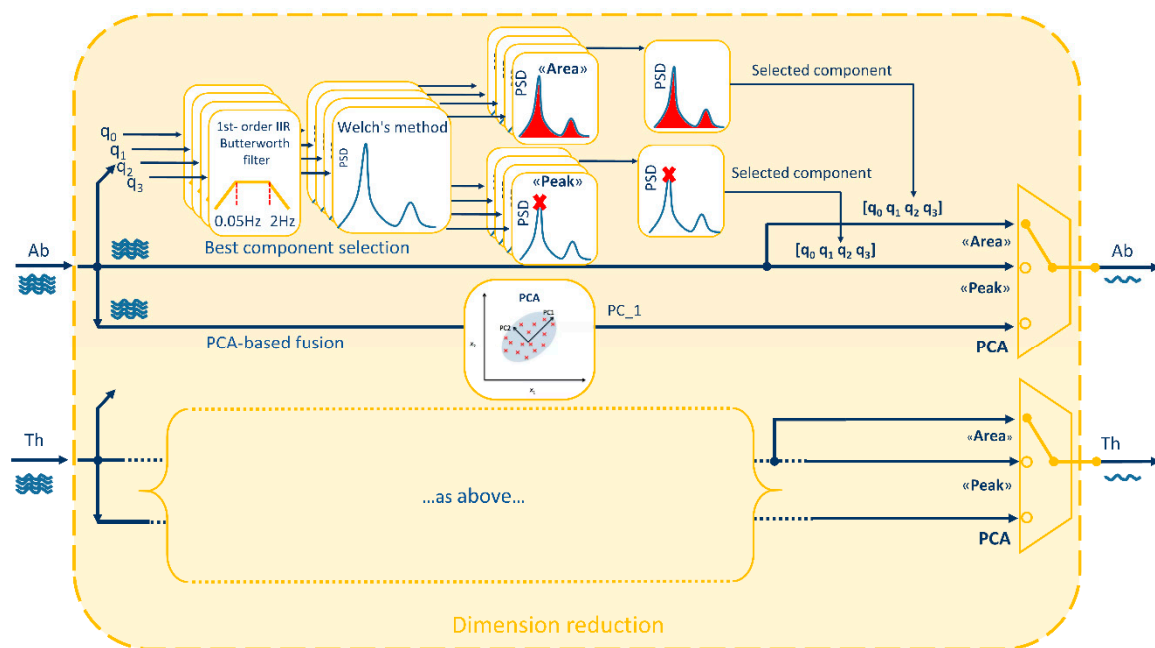 «Area»
PSD
PSD
Selected component
q0
q1
q2
q3
1st- order IIR
Butterworth
filter
0.05Hz 2Hz
Welch's method
PSD
«Peak»
PSD
PSD
Selected component
[q0 q1 q2 q3]
Best component selection
[q0 q1 q2 q3]
«Area»
Ab
Ab
«Peak»
PCA
PC1
PC2
x1
PC_1
PCA-based fusion
PCA
Th
«Area»
Th
…as above…
«Peak»
PCA
Dimension reduction